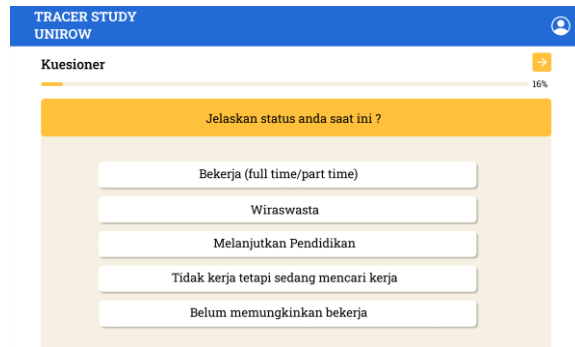 TRACER STUDY
UNIROW
Kuesioner
16%
Jelaskan status anda saat ini ?
Bekerja (full time/part time)
Wiraswasta
Melanjutkan Pendidikan
Tidak kerja tetapi sedang mencari kerja
Belum memungkinkan bekerja